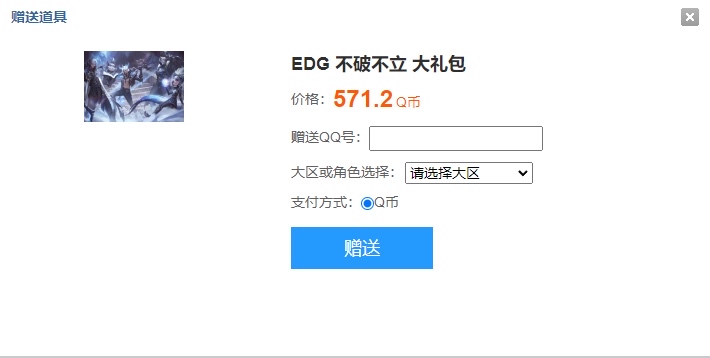 赠送道具
EDG 不破不立 大礼包
价格：571.2 Q币
赠送QQ号：
大区或角色选择： 请选择大区
支付方式： Q币
赠送